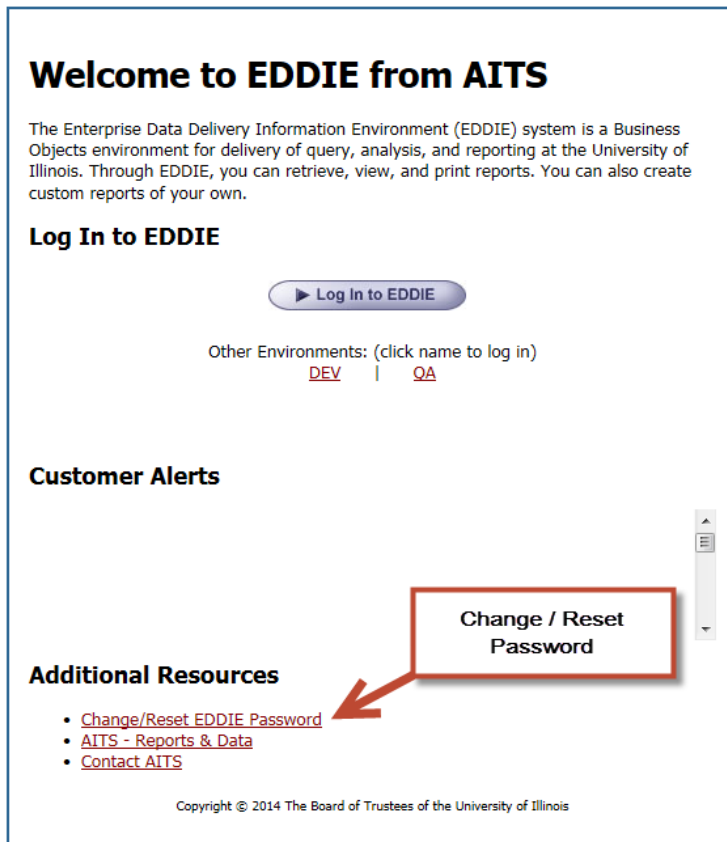 Welcome to EDDIE from AITS
The Enterprise Data Delivery Information Environment (EDDIE) system is a Business
Objects environment for delivery of query, analysis, and reporting at the University of
Illinois. Through EDDIE, you can retrieve, view, and print reports. You can also create
custom reports of your own.
Log In to EDDIE
Log In to EDDIE
Other Environments: (click name to log in)
DEV | QA
Customer Alerts
Change / Reset
Password
Additional Resources
• Change/Reset EDDIE Password
• AITS - Reports & Data
• Contact AITS
Copyright © 2014 The Board of Trustees of the University of Illinois